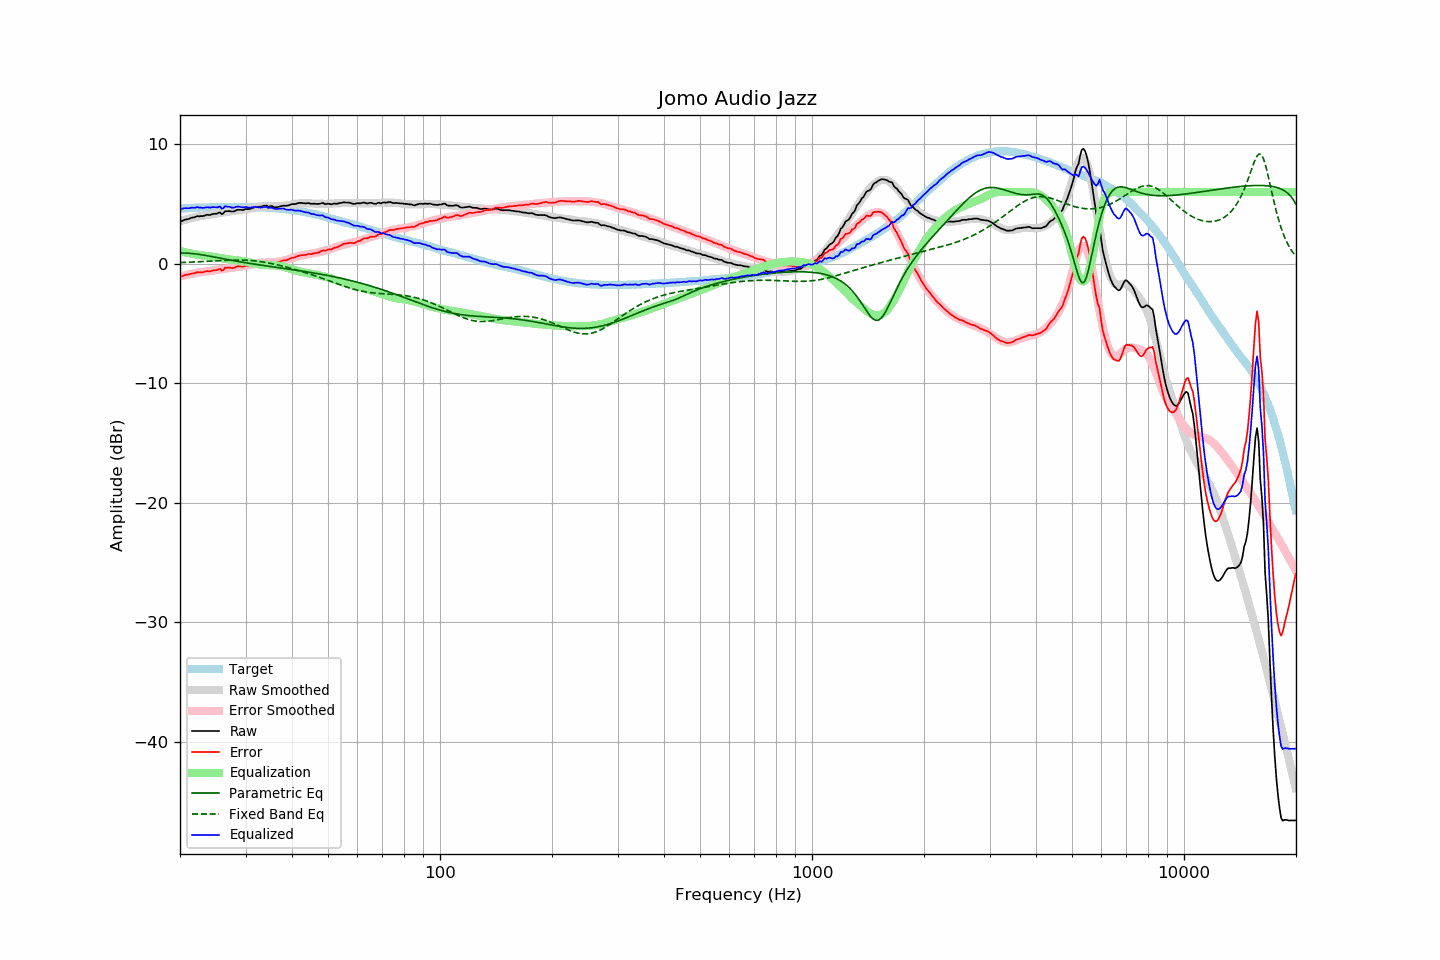 Jomo Audio Jazz
10
0
−10
−20
−30
−40
Amplitude (dBr)
Target
Raw Smoothed
Error Smoothed
Raw
Error
Equalization
Parametric Eq
Fixed Band Eq
Equalized
100
1000
10000
Frequency (Hz)